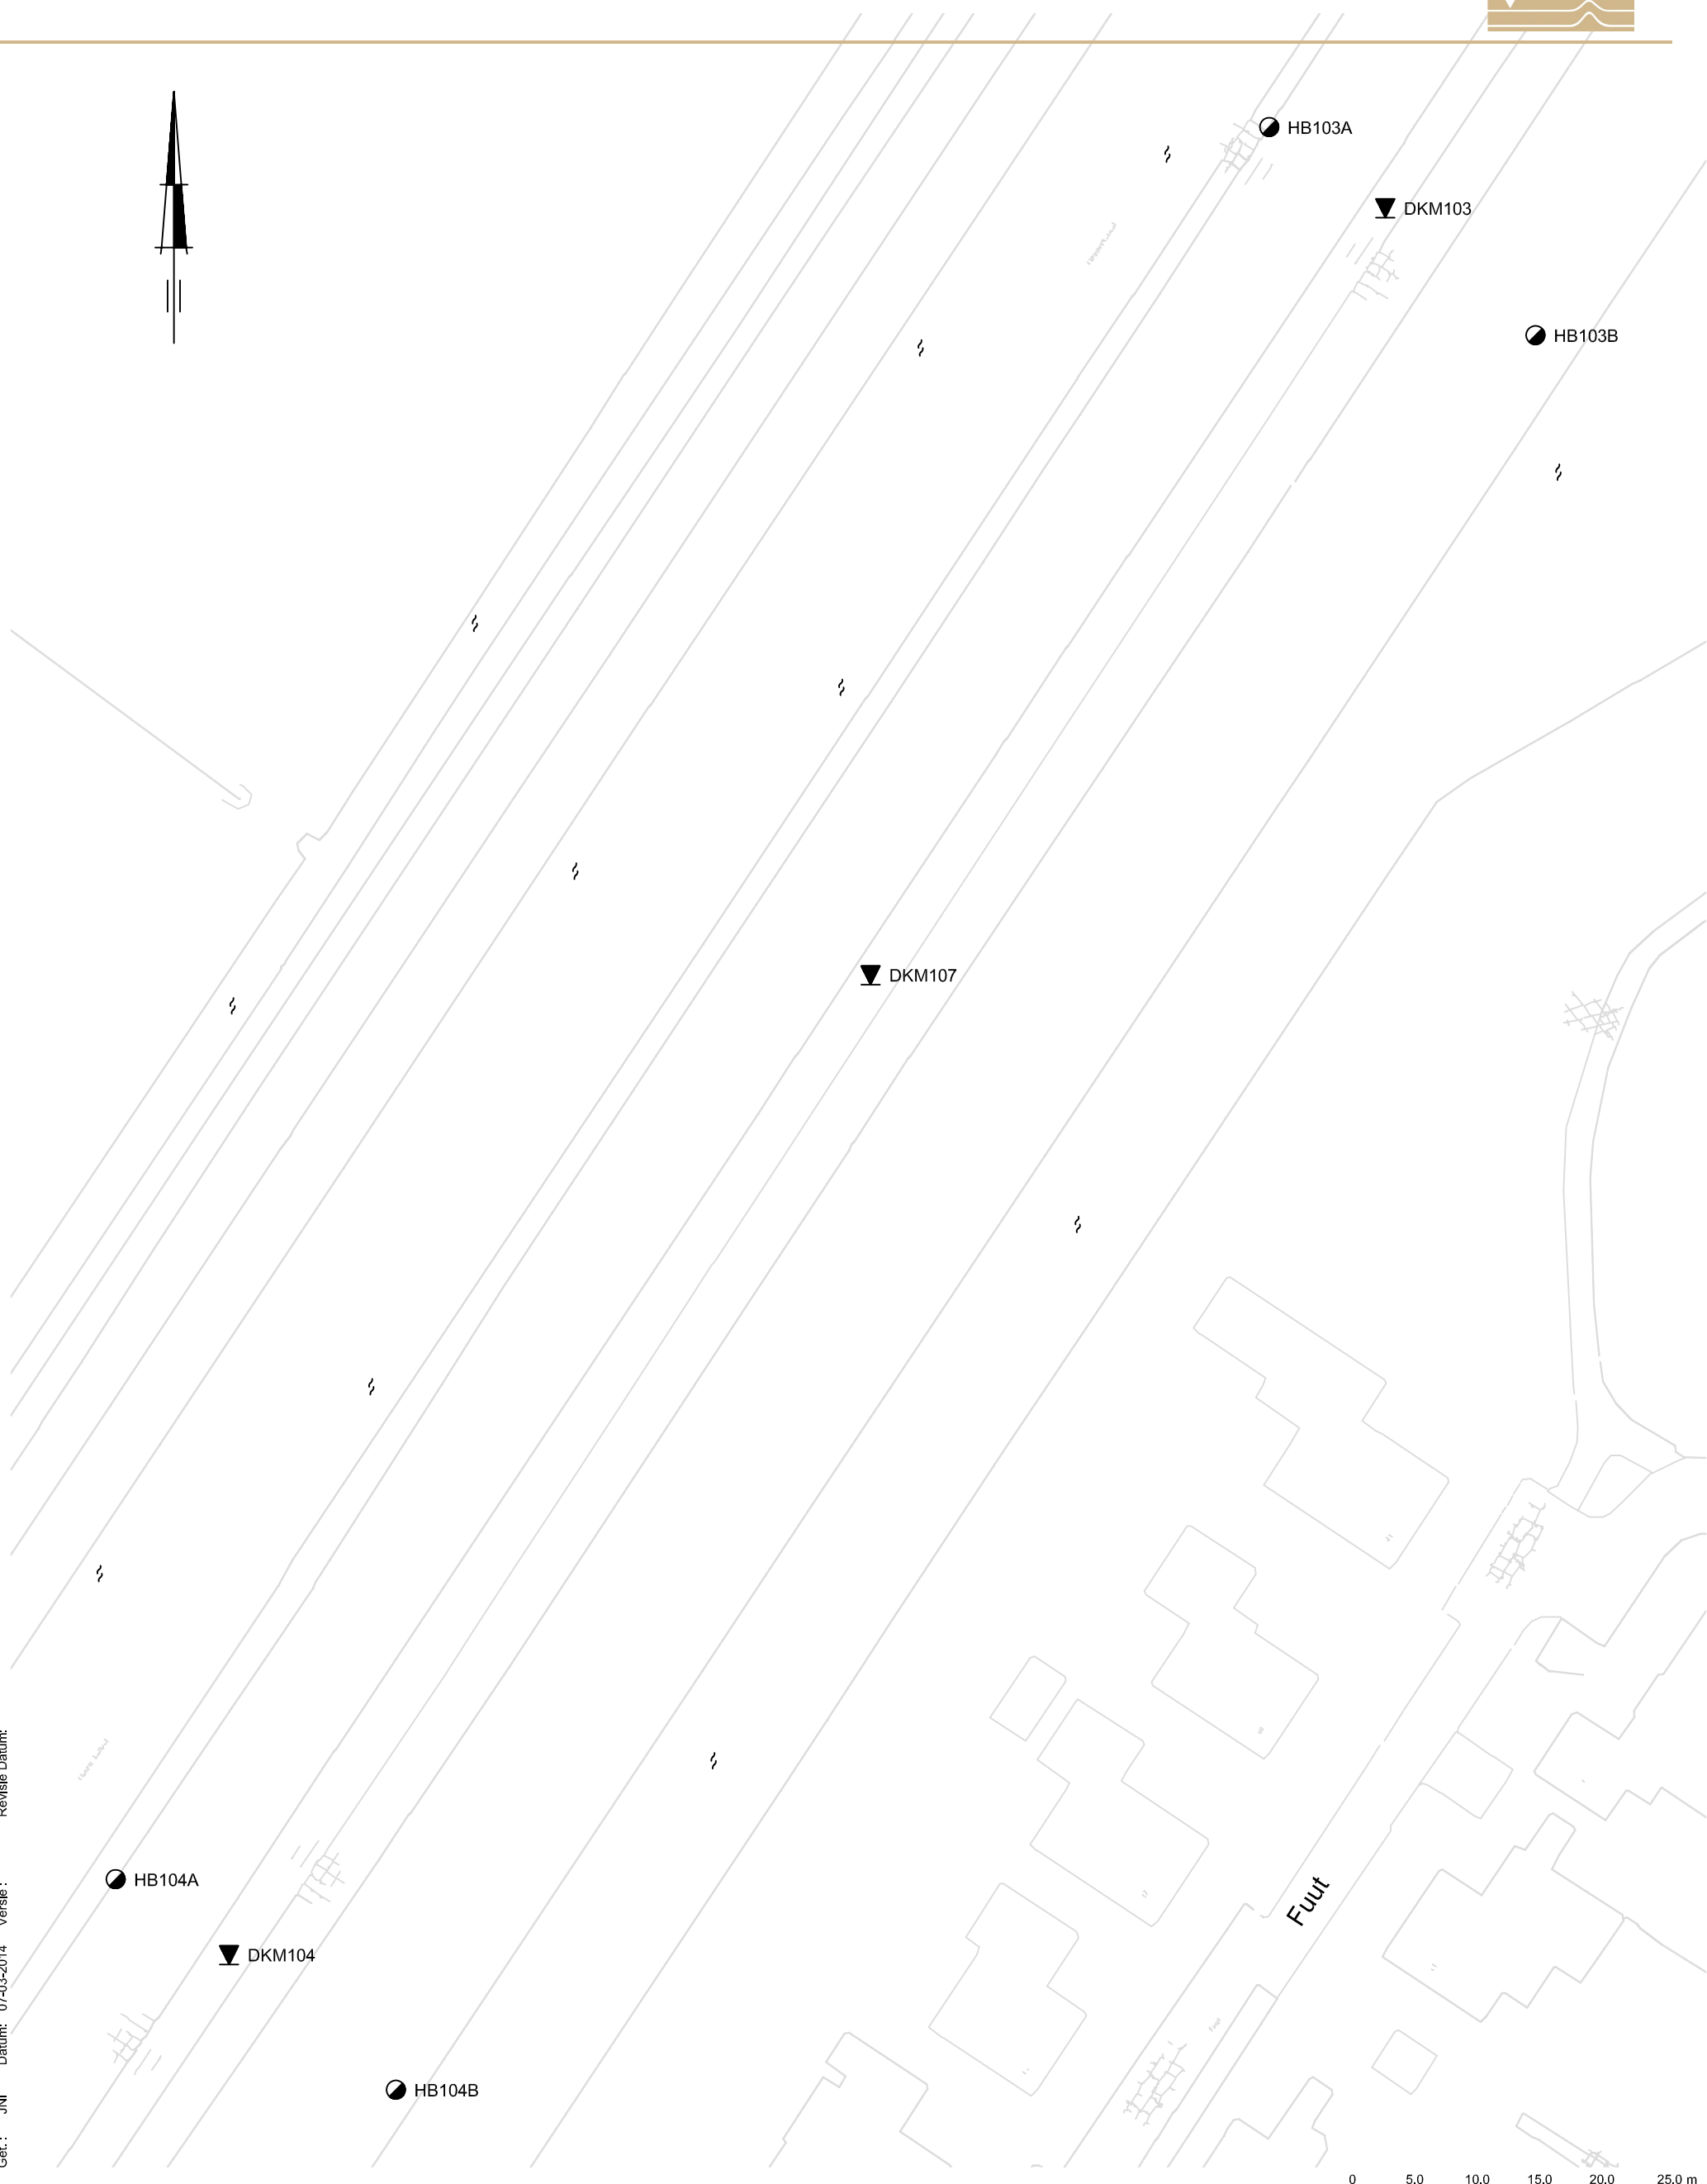 HB103A
DKM103
HB103B
DKM107
HB104A
DKM104
HB104B
Fuut
Get.: JNI Datum: 07-03-2014 Versie: Revisie Datum:
0 5.0 10.0 15.0 20.0 25.0 m